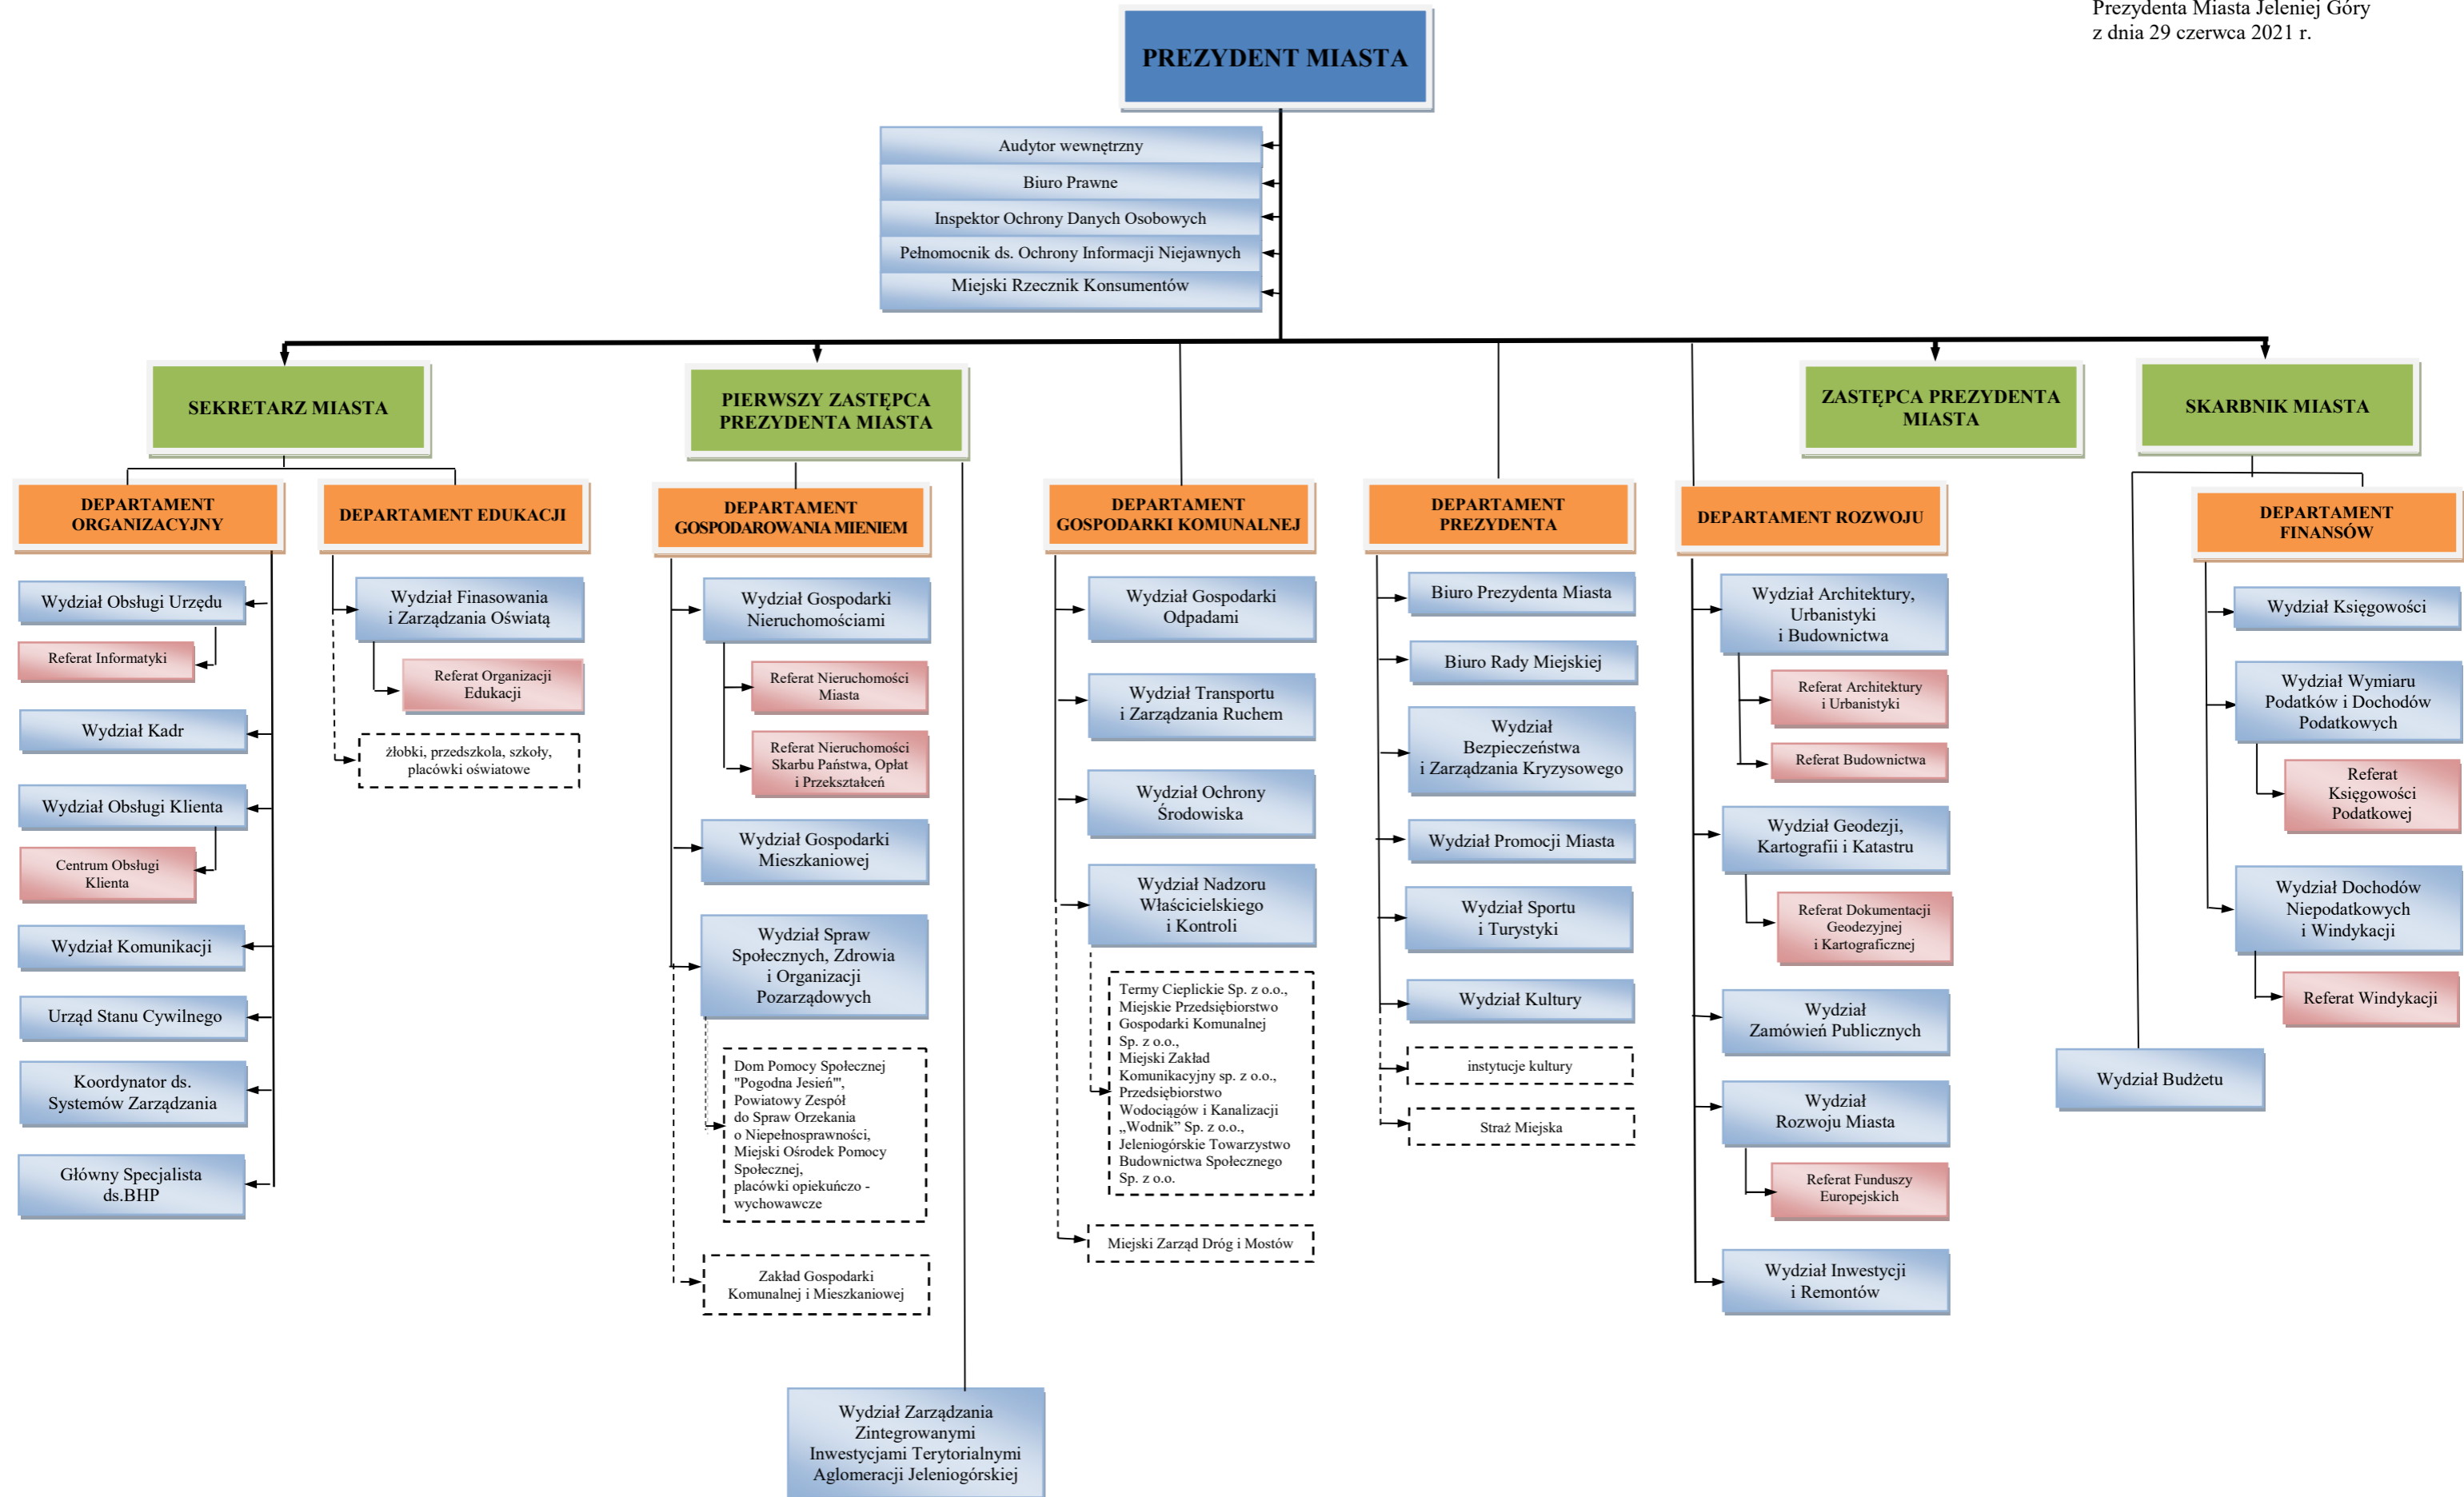 Prezydenta Miasta Jeleniej Góry
z dnia 29 czerwca 2021 r.
PREZYDENT MIASTA
Audytor wewnętrzny
Biuro Prawne
Inspektor Ochrony Danych Osobowych
Pełnomocnik ds. Ochrony Informacji Niejawnych
Miejski Rzecznik Konsumentów
SEKRETARZ MIASTA
PIERWSZY ZASTĘPCA
PREZYDENTA MIASTA
ZASTĘPCA PREZYDENTA
MIASTA
SKARBNIK MIASTA
DEPARTAMENT
ORGANIZACYJNY
Wydział Obsługi Urzędu
Referat Informatyki
Wydział Kadr
Wydział Obsługi Klienta
Centrum Obsługi
Klienta
Wydział Komunikacji
Urząd Stanu Cywilnego
Koordynator ds.
Systemów Zarządzania
Główny Specjalista
ds.BHP
DEPARTAMENT EDUKACJI
Wydział Finasowania
i Zarządzania Oświatą
Referat Organizacji
Edukacji
żłobki, przedszkola, szkoły,
placówki oświatowe
DEPARTAMENT
GOSPODAROWANIA MIENIEM
Wydział Gospodarki
Nieruchomościami
Referat Nieruchomości
Miasta
Referat Nieruchomości
Skarbu Państwa, Opłat
i Przekształceń
Wydział Gospodarki
Mieszkaniowej
Wydział Spraw
Społecznych, Zdrowia
i Organizacji
Pozarządowych
Dom Pomocy Społecznej
"Pogodna Jesień'",
Powiatowy Zespół
do Spraw Orzekania
o Niepełnosprawności,
Miejski Ośrodek Pomocy
Społecznej,
placówki opiekuńczo -
wychowawcze
Zakład Gospodarki
Komunalnej i Mieszkaniowej
Wydział Zarządzania
Zintegrowanymi
Inwestycjami Terytorialnymi
Aglomeracji Jeleniogórskiej
DEPARTAMENT
GOSPODARKI KOMUNALNEJ
Wydział Gospodarki
Odpadami
Wydział Transportu
i Zarządzania Ruchem
Wydział Ochrony
Środowiska
Wydział Nadzoru
Właścicielskiego
i Kontroli
Termy Cieplickie Sp. z o.o.,
Miejskie Przedsiębiorstwo
Gospodarki Komunalnej
Sp. z o.o.,
Miejski Zakład
Komunikacyjny sp. z o.o.,
Przedsiębiorstwo
Wodociągów i Kanalizacji
„Wodnik” Sp. z o.o.,
Jeleniogórskie Towarzystwo
Budownictwa Społecznego
Sp. z o.o.
Miejski Zarząd Dróg i Mostów
DEPARTAMENT
PREZYDENTA
Biuro Prezydenta Miasta
Biuro Rady Miejskiej
Wydział
Bezpieczeństwa
i Zarządzania Kryzysowego
Wydział Promocji Miasta
Wydział Sportu
i Turystyki
Wydział Kultury
instytucje kultury
Straż Miejska
DEPARTAMENT ROZWOJU
Wydział Architektury,
Urbanistyki
i Budownictwa
Referat Architektury
i Urbanistyki
Referat Budownictwa
Wydział Geodezji,
Kartografii i Katastru
Referat Dokumentacji
Geodezyjnej
i Kartograficznej
Wydział
Zamówień Publicznych
Wydział
Rozwoju Miasta
Referat Funduszy
Europejskich
Wydział Inwestycji
i Remontów
DEPARTAMENT
FINANSÓW
Wydział Księgowości
Wydział Wymiaru
Podatków i Dochodów
Podatkowych
Referat
Księgowości
Podatkowej
Wydział Dochodów
Niepodatkowych
i Windykacji
Referat Windykacji
Wydział Budżetu